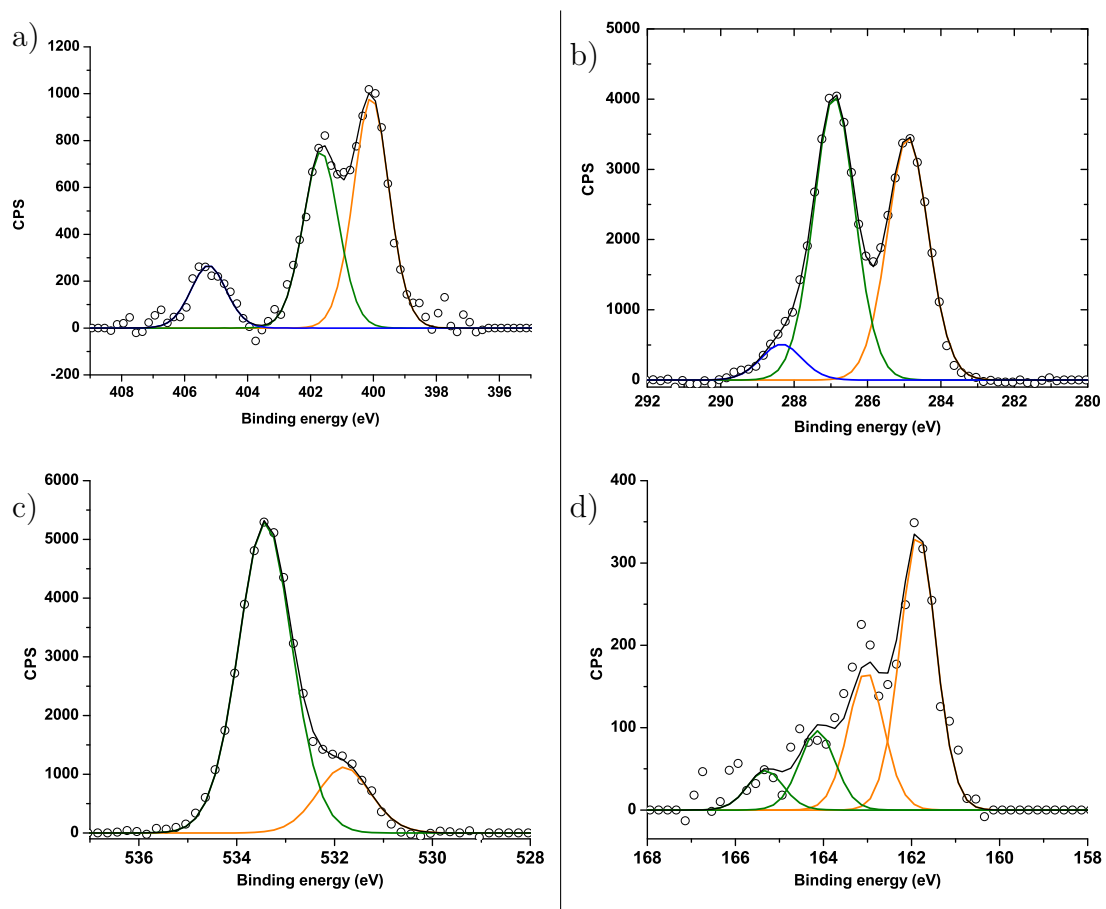 a)
1200
1000
800
600
400
200
0
-200
CPS
408 406 404 402 400 398 396
Binding energy (eV)
b)
5000
4000
3000
2000
1000
0
CPS
292 290 288 286 284 282 280
Binding energy (eV)
c)
6000
5000
4000
3000
2000
1000
0
CPS
536 534 532 530 528
Binding energy (eV)
d)
400
300
200
100
0
CPS
168 166 164 162 160 158
Binding energy (eV)